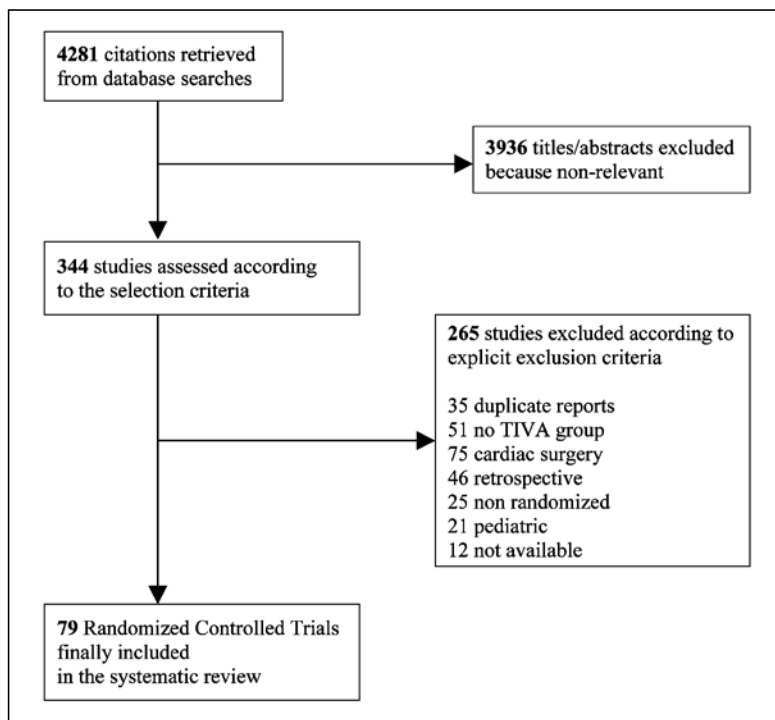 4281 citations retrieved
from database searches
3936 titles/abstracts excluded
because non-relevant
344 studies assessed according
to the selection criteria
265 studies excluded according to
explicit exclusion criteria
35 duplicate reports
51 no TIVA group
75 cardiac surgery
46 retrospective
25 non randomized
21 pediatric
12 not available
79 Randomized Controlled Trials
finally included
in the systematic review